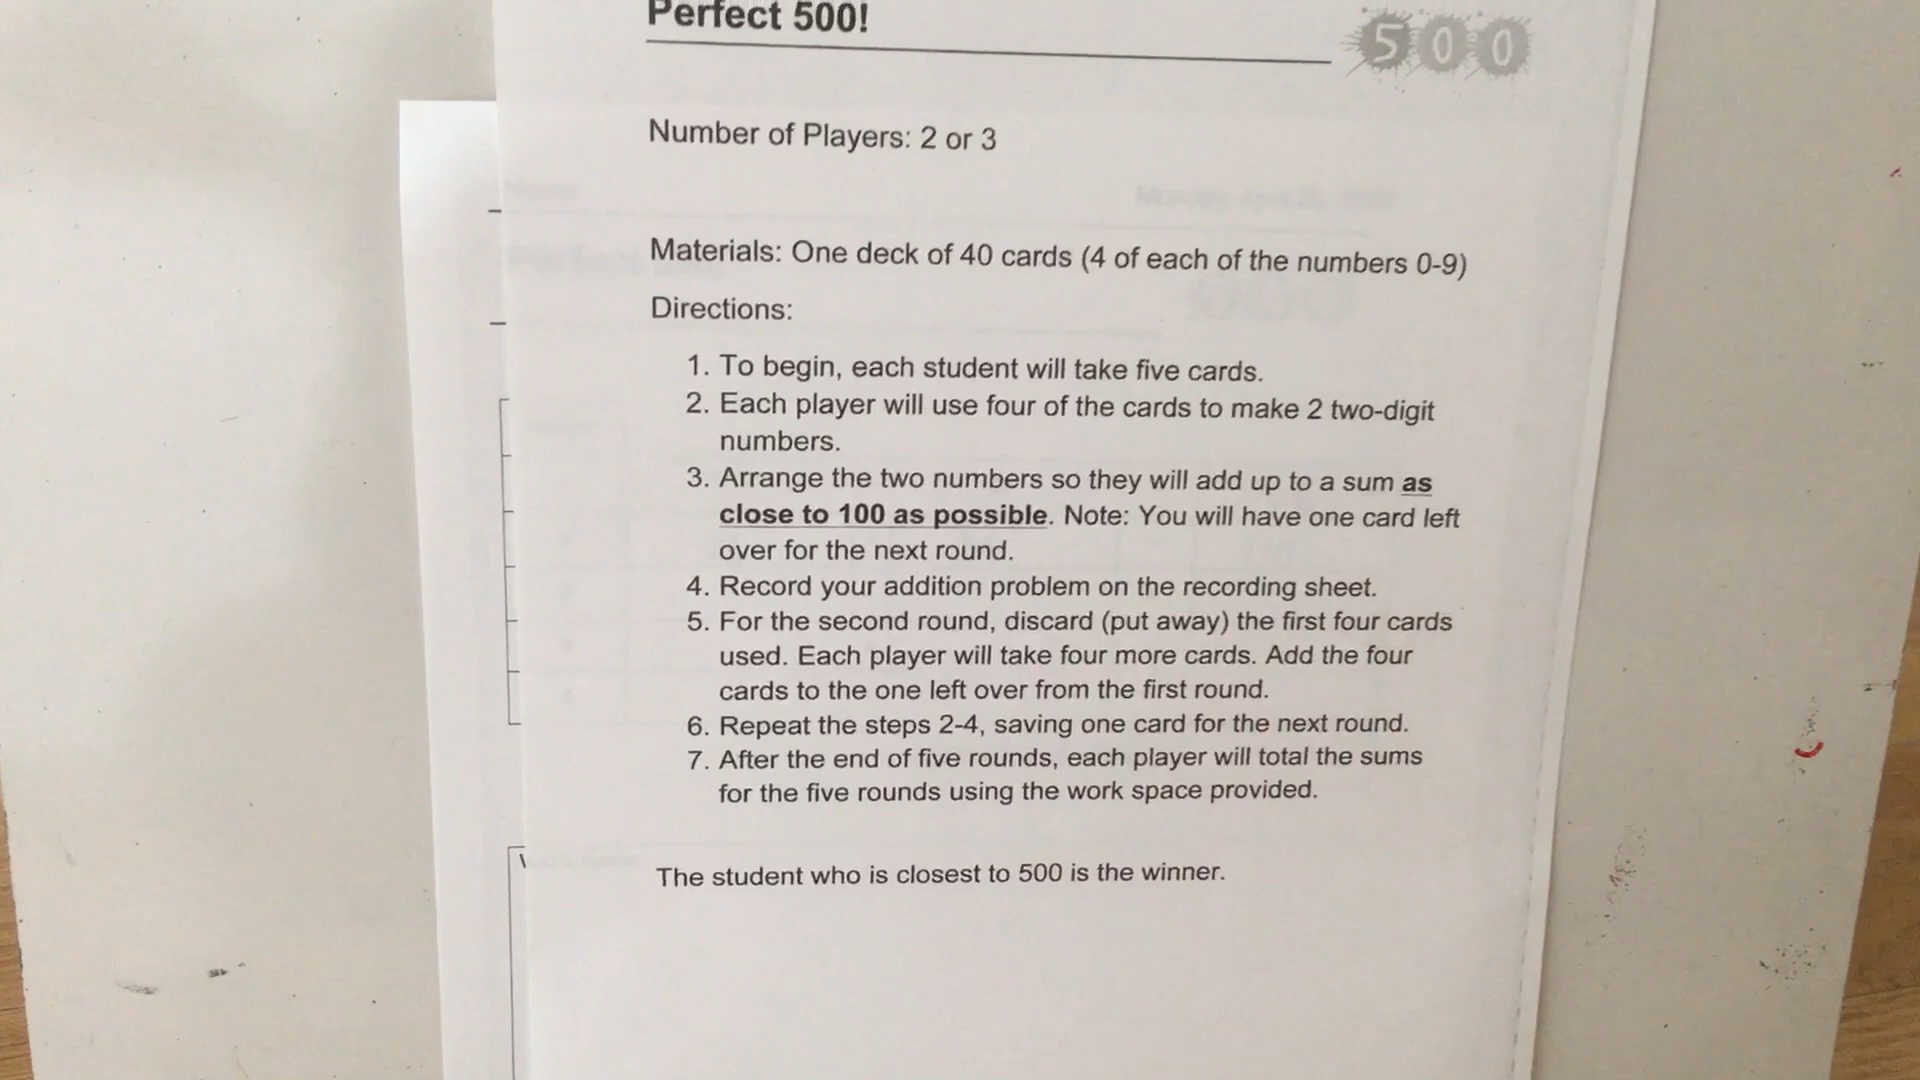 Perfect 500!
500
Number of Players: 2 or 3
Materials: One deck of 40 cards (4 of each of the numbers 0-9)
Directions:
1. To begin, each student will take five cards.
2. Each player will use four of the cards to make 2 two-digit
numbers.
3. Arrange the two numbers so they will add up to a sum as
close to 100 as possible. Note: You will have one card left
over for the next round.
4. Record your addition problem on the recording sheet.
5. For the second round, discard (put away) the first four cards
used. Each player will take four more cards. Add the four
cards to the one left over from the first round.
6. Repeat the steps 2-4, saving one card for the next round.
7. After the end of five rounds, each player will total the sums
for the five rounds using the work space provided.
The student who is closest to 500 is the winner.